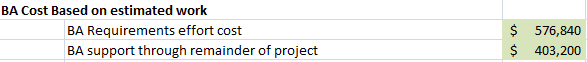 BA Cost Based on estimated work
BA Requirements effort cost $ 576,840
BA support through remainder of project $ 403,200